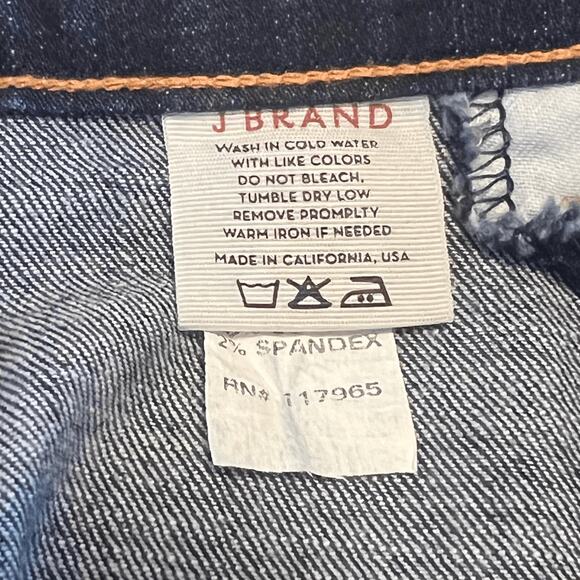 J BRAND
WASH IN COLD WATER
WITH LIKE COLORS
DO NOT BLEACH.
TUMBLE DRY LOW
REMOVE PROMPLTY
WARM IRON IF NEEDED
MADE IN CALIFORNIA, USA
2% SPANDEX
RN# 117965